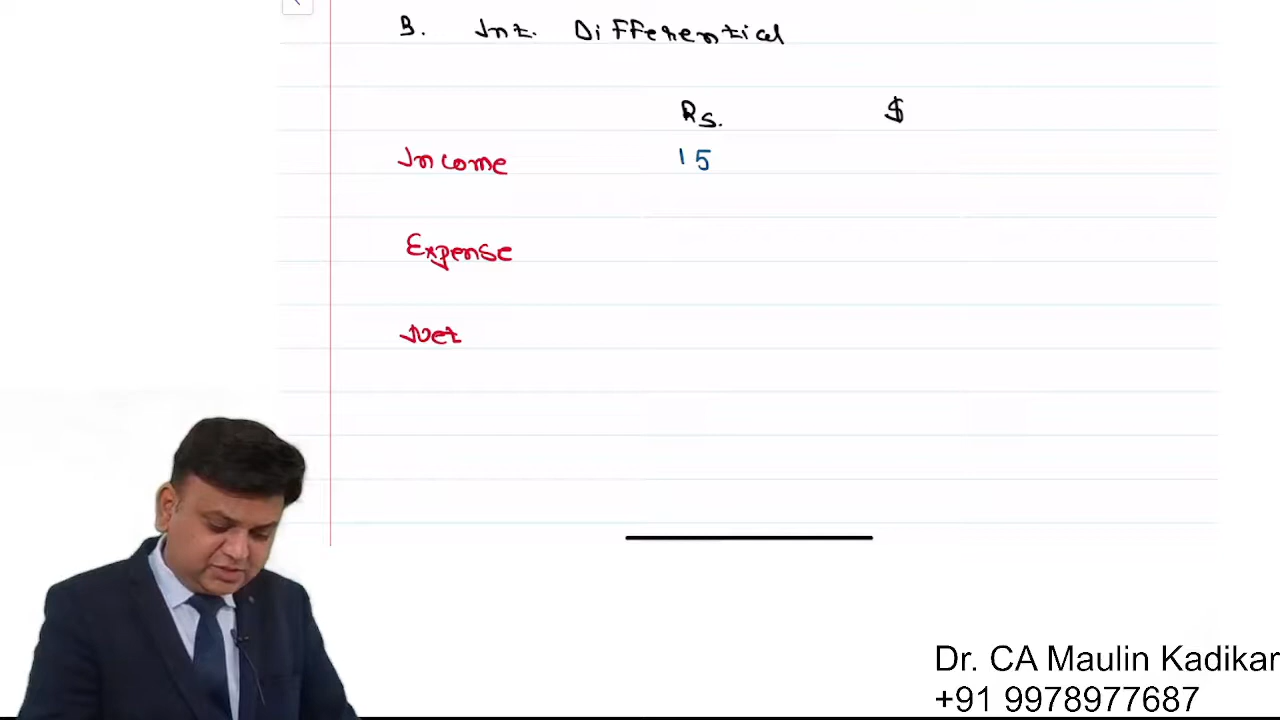 B. Int. Differential
Rs. $
Income 15
Expense
Net
Dr. CA Maulin Kadikar
+91 9978977687